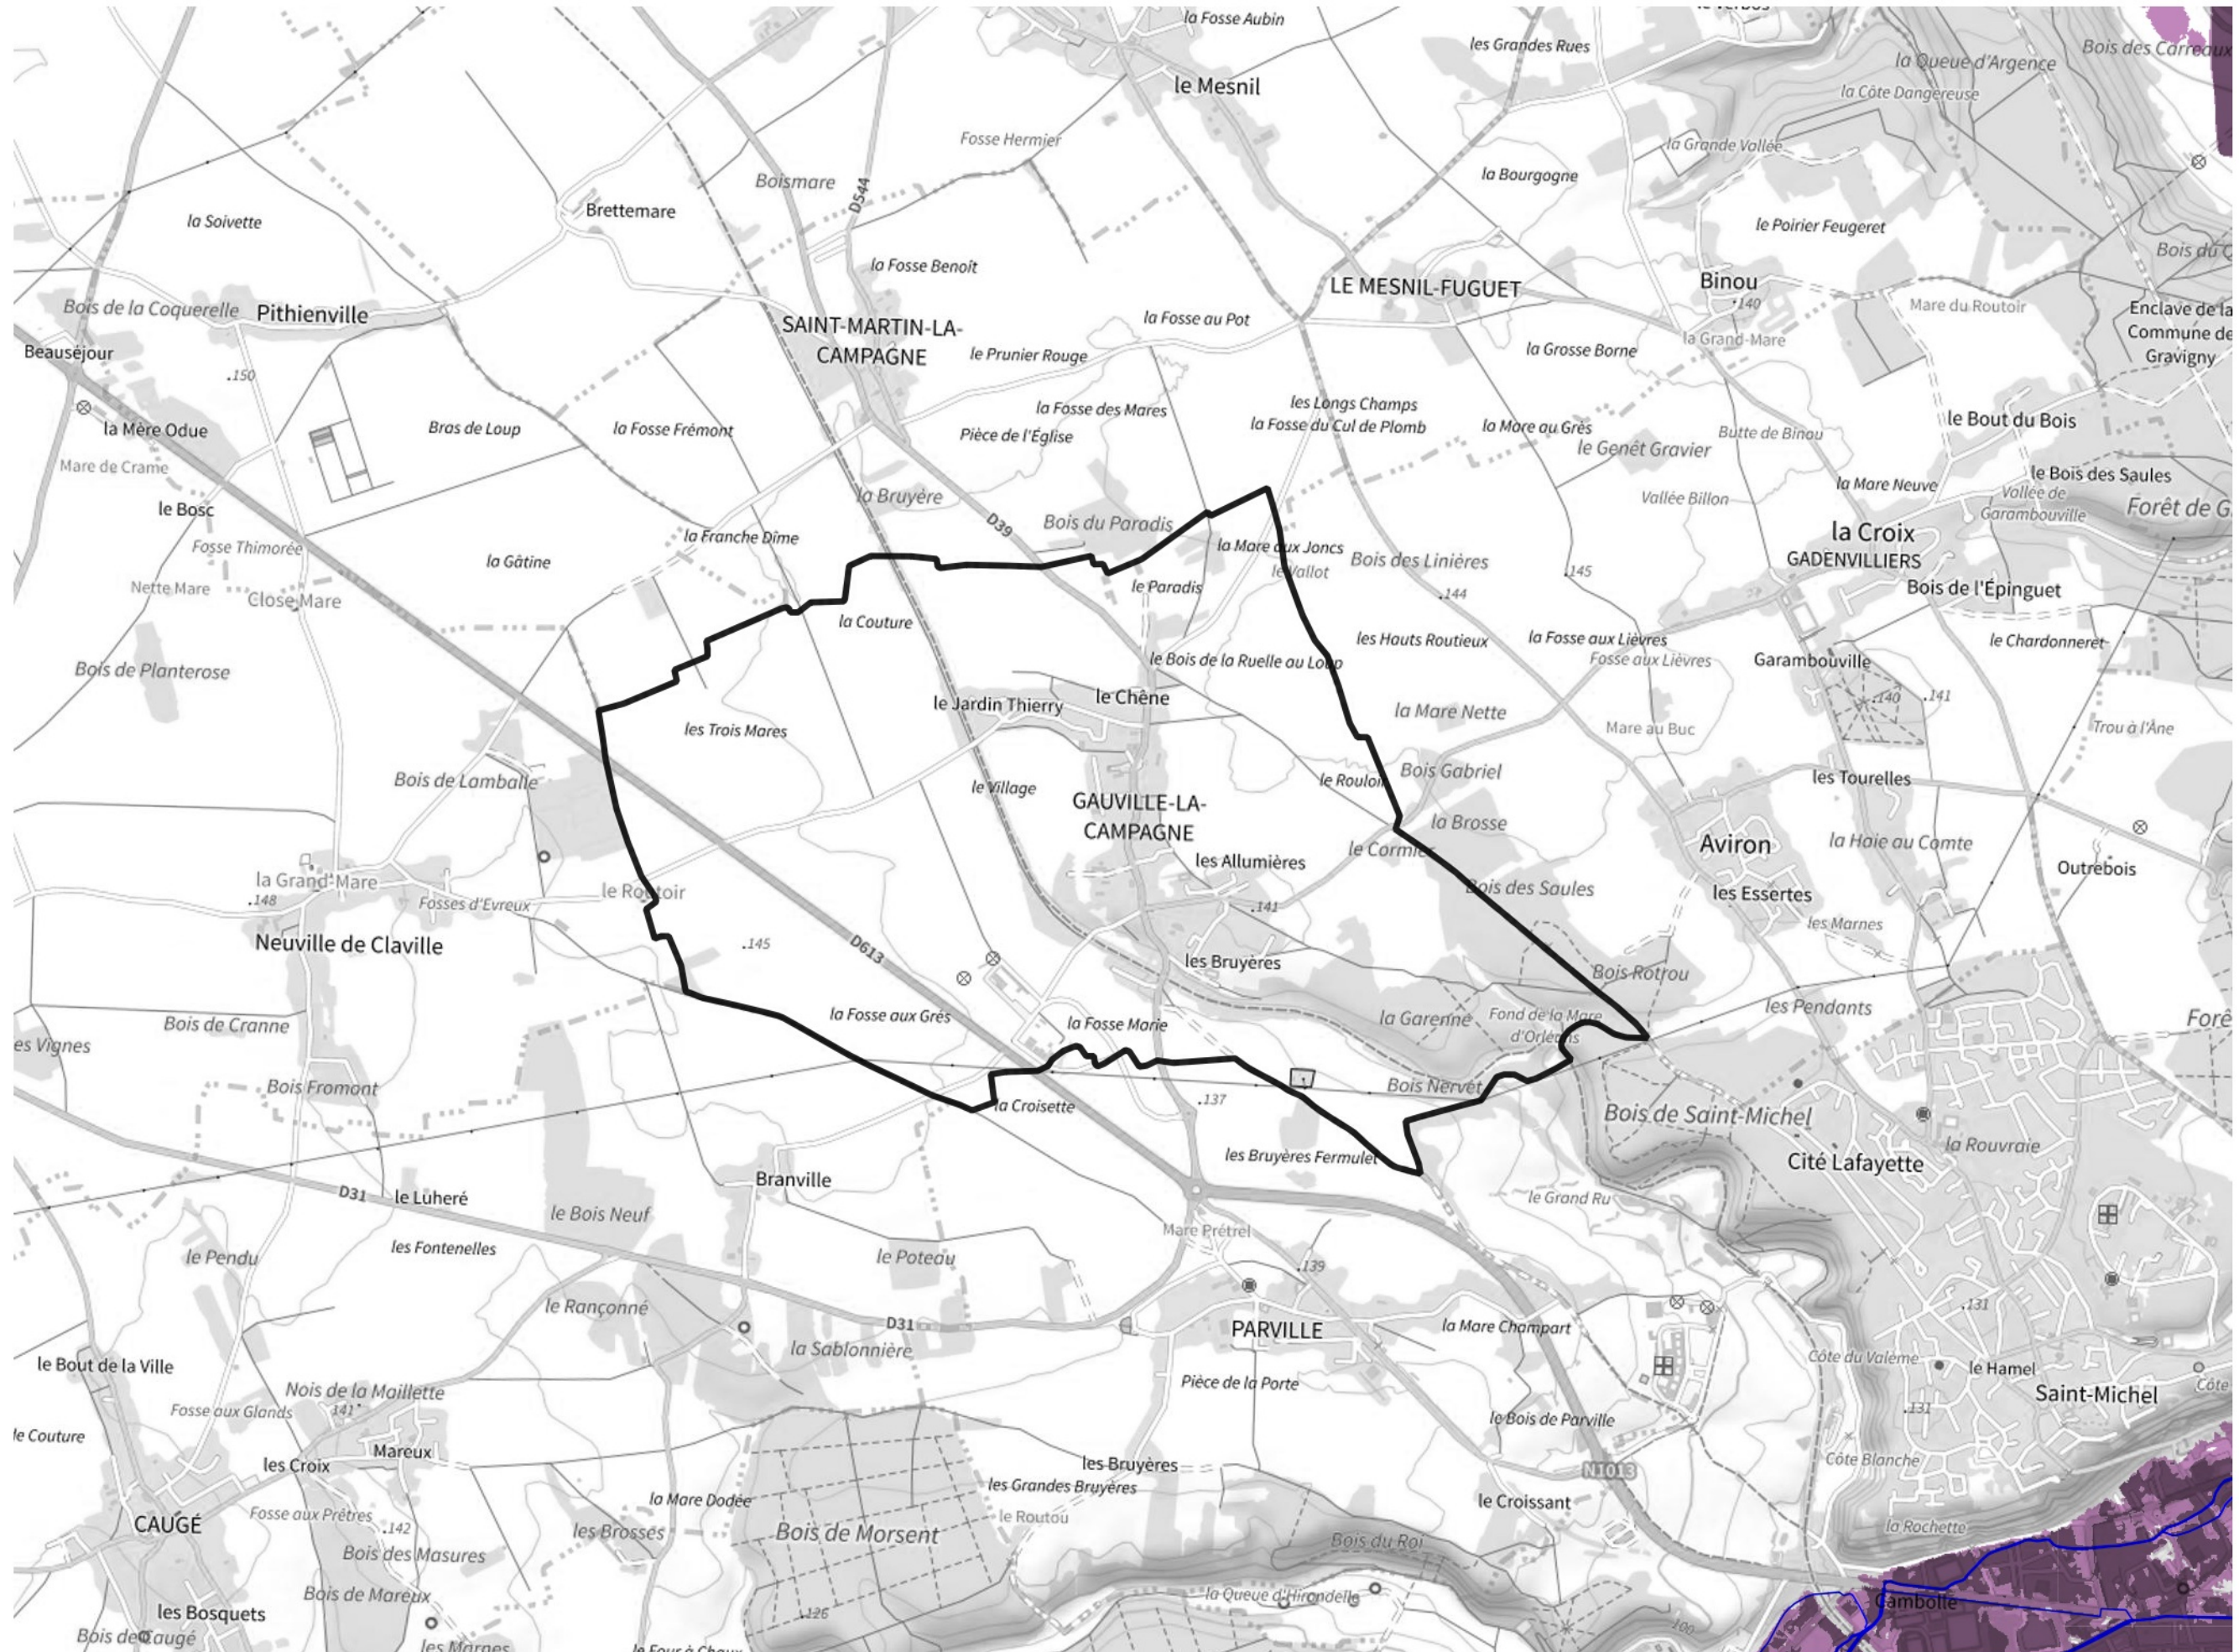 la Fosse Aubin
les Grandes Rues
Bois des Carreaux
la Queue d'Argence
le Mesnil
la Côte Dangereuse
Fosse Hermier
la Grande Vallée
Boismare
D544
la Bourgogne
la Soivette
Brettemare
le Poirier Feugeret
la Fosse Benoît
Binou
.140
LE MESNIL-FUGUET
Bois de la Coquerelle
Pithienville
Mare du Routoir
Enclave de la
Commune de
Gravigny
SAINT-MARTIN-LA-
CAMPAGNE
la Fosse au Pot
la Grand-Mare
Beauséjour
le Prunier Rouge
la Grosse Borne
.150
la Fosse des Mares
les Longs Champs
la Fosse du Cul de Plomb
la Mare au Grès
le Bout du Bois
la Mère Odue
Bras de Loup
la Fosse Frémont
Pièce de l'Église
Butte de Binou
le Genêt Gravier
Mare de Crame
le Bois des Saules
la Mare Neuve
la Bruyère
Vallée Billon
Vallée de
Garambouville
Forêt de G
le Bosc
D39
Bois du Paradis
la Croix
la Franche Dîme
Fosse Thimorée
la Mare aux Joncs
Bois des Linières
GADENVILLIERS
la Gâtine
le Vallot
.145
Nette Mare
Close Mare
le Paradis
.144
Bois de l'Épinguet
la Couture
les Hauts Routieux
la Fosse aux Lièvres
le Chardonneret
Bois de Planterose
le Bois de la Ruelle au Loup
Fosse aux Lièvres
Garambouville
le Jardin Thierry
le Chêne
.140
.141
la Mare Nette
les Trois Mares
Mare au Buc
Trou à l'Âne
Bois de Lamballe
le Rouloir
Bois Gabriel
les Tourelles
le Village
GAUVILLE-LA-
CAMPAGNE
la Brosse
Aviron
la Haie au Comte
les Allumières
le Cormier
Outrebois
la Grand-Mare
le Routoir
Bois des Saules
les Essertes
.148
Fosses d'Evreux
.141
les Marnes
Neuville de Claville
.145
D613
les Bruyères
Bois Rotrou
les Pendants
Bois de Cranne
la Fosse aux Grés
la Fosse Marie
la Garenne
Fond de la Mare
d'Orléans
es Vignes
Bois Fromont
Bois Nervet
la Croisette
.137
Bois de Saint-Michel
la Rouvraie
les Bruyères Fermulet
Cité Lafayette
Branville
D31
le Luheré
le Grand Ru
le Bois Neuf
Mare Prétrel
les Fontenelles
le Pendu
le Poteau
.139
le Rançonné
.131
D31
PARVILLE
la Mare Champart
la Sablonnière
Côte du Valème
le Bout de la Ville
le Hamel
Pièce de la Porte
Nois de la Maillette
Saint-Michel
Côte
Fosse aux Glands
141
.131
le Bois de Parville
le Couture
Mareux
les Croix
les Bruyères
Côte Blanche
N1013
les Grandes Bruyères
la Mare Dodée
le Croissant
Fosse aux Prêtres
le Routou
CAUGÉ
.142
les Brosses
Bois de Morsent
la Rochette
Bois du Roi
Bois des Masures
Bois de Mareux
la Queue d'Hirondelle
Cambolle
les Bosquets
.126
100
Bois de Caugé
les Marnes